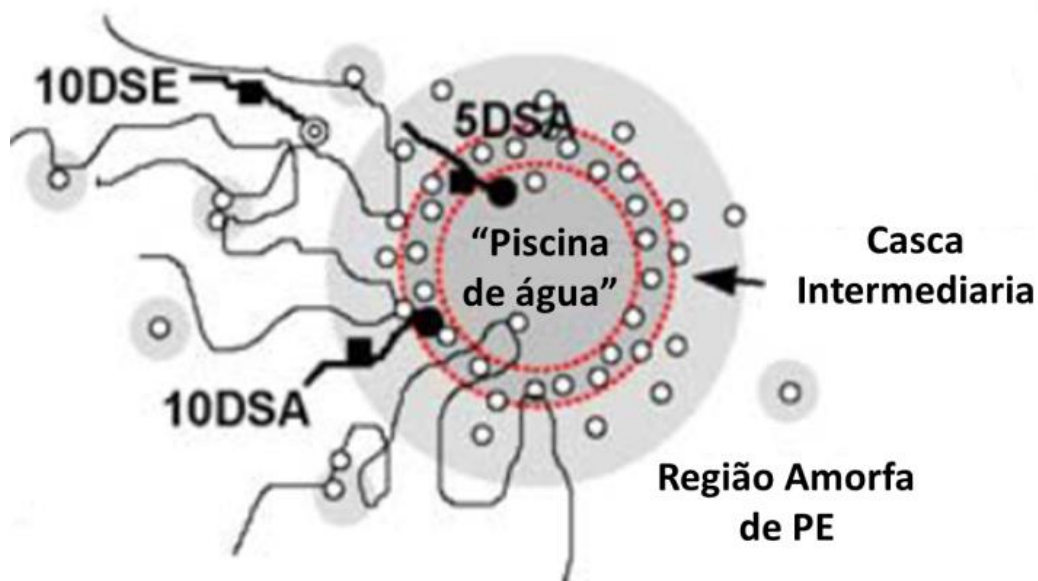 10DSE
5DSA
“Piscina
de água”
Casca
Intermediaria
10DSA
Região Amorfa
de PE